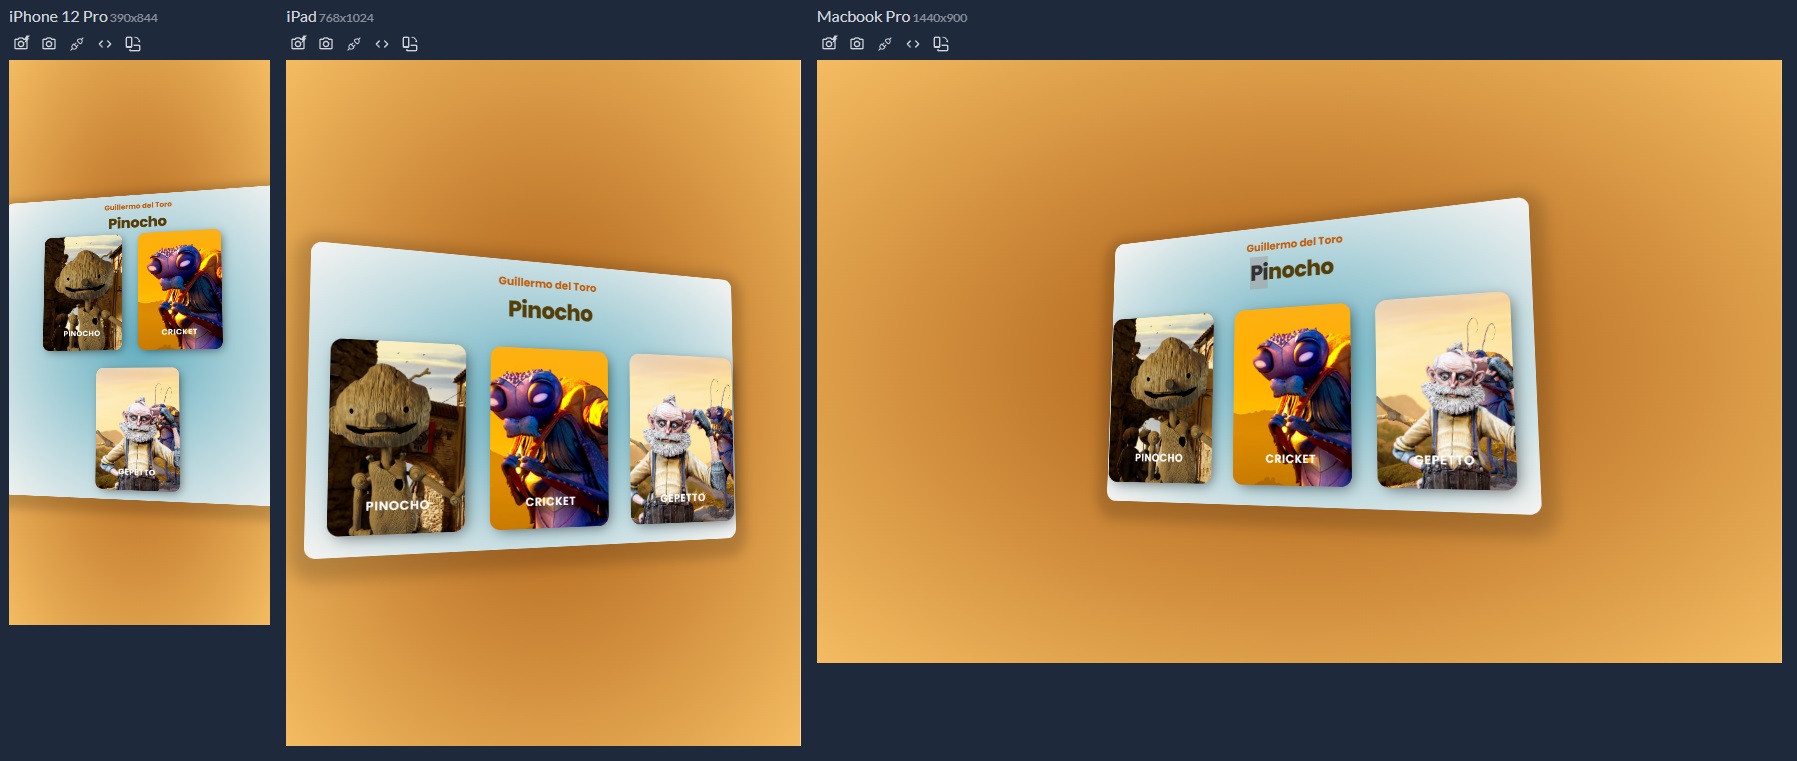 iPhone 12 Pro 390x844
Guillermo del Toro
Pinocho
PINOCHO
CRICKET
GEPETTO
iPad 768x1024
Guillermo del Toro
Pinocho
PINOCHO
CRICKET
GEPETTO
Macbook Pro 1440x900
Guillermo del Toro
Pinocho
PINOCHO
CRICKET
GEPETTO